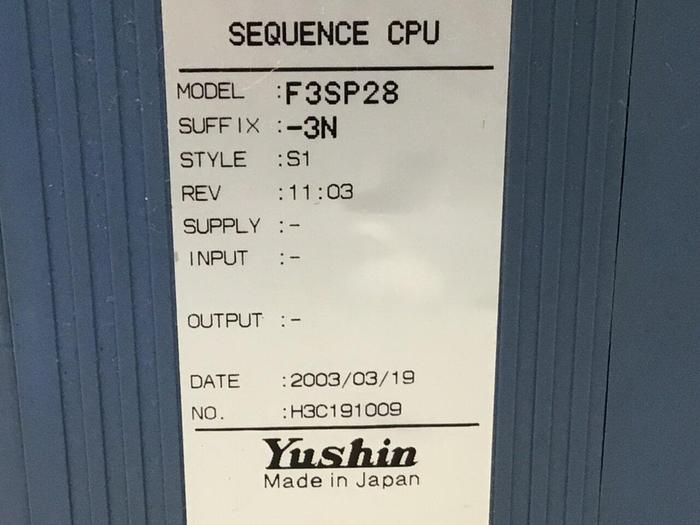 SEQUENCE CPU
MODEL :F3SP28
SUFFIX :-3N
STYLE :S1
REV :11:03
SUPPLY :-
INPUT :-
OUTPUT :-
DATE :2003/03/19
NO. :H3C191009
Yushin
Made in Japan